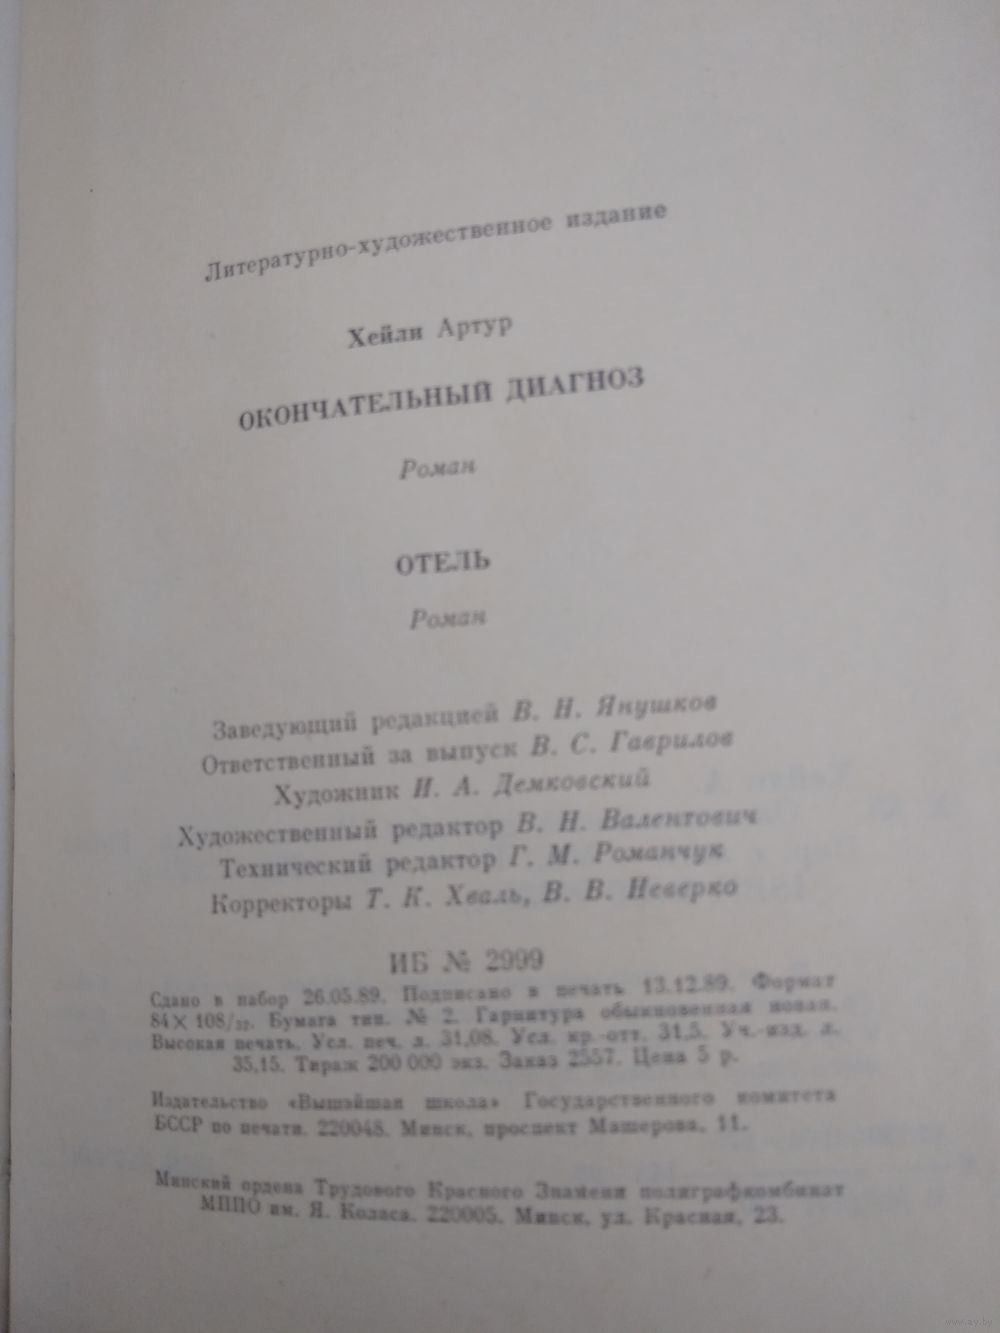 Литературно-художественное издание
Хейли Артур
ОКОНЧАТЕЛЬНЫЙ ДИАГНОЗ
Роман
ОТЕЛЬ
Роман
Заведующий редакцией В. Н. Янушков
Ответственный за выпуск В. С. Гаврилов
Художник И. А. Демковский
Художественный редактор В. Н. Валентович
Технический редактор Г. М. Романчук
Корректоры Т. К. Хваль, В. В. Неверко
ИБ № 2999
Сдано в набор 26.05.89. Подписано в печать 13.12.89. Формат
84×108/32. Бумага тип. № 2. Гарнитура обыкновенная новая.
Высокая печать. Усл. печ. л. 31,08. Усл. кр.-отт. 31,5. Уч.-изд. л.
35,15. Тираж 200 000 экз. Заказ 2557. Цена 5 р.
Издательство «Вышэйшая школа» Государственного комитета
БССР по печати. 220048. Минск, проспект Машерова, 11.
Минский ордена Трудового Красного Знамени полиграфкомбинат
МППО им. Я. Коласа. 220005. Минск, ул. Красная, 23.
www.ay.by